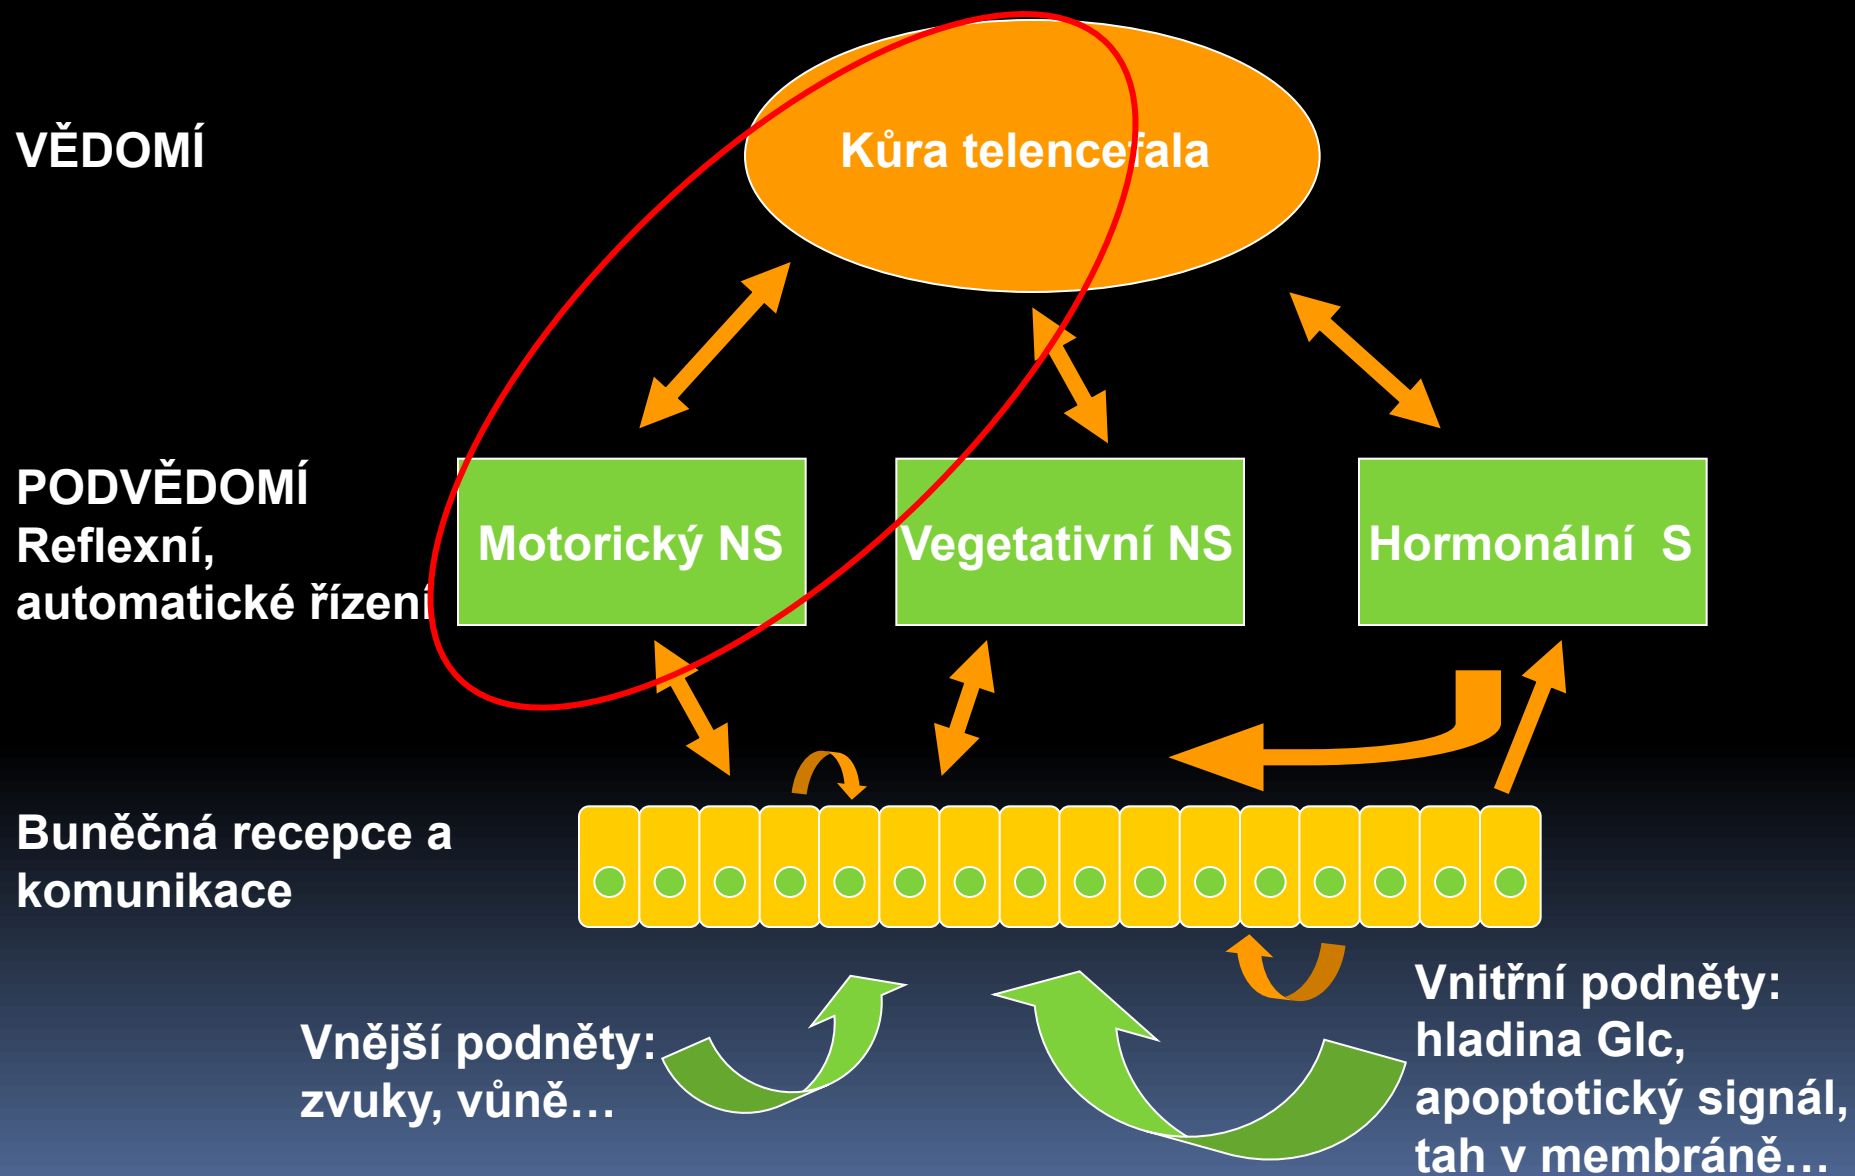 VĚDOMÍ
Kůra telencefala
PODVĚDOMÍ
Reflexní,
automatické řízení
Motorický NS
Vegetativní NS
Hormonální  S
Buněčná recepce a
komunikace
Vnější podněty:
zvuky, vůně…
Vnitřní podněty:
hladina Glc,
apoptotický signál,
tah v membráně…